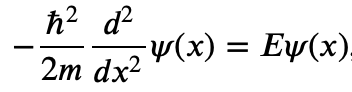 −ħ²/2m d²/dx² ψ(x) = Eψ(x),